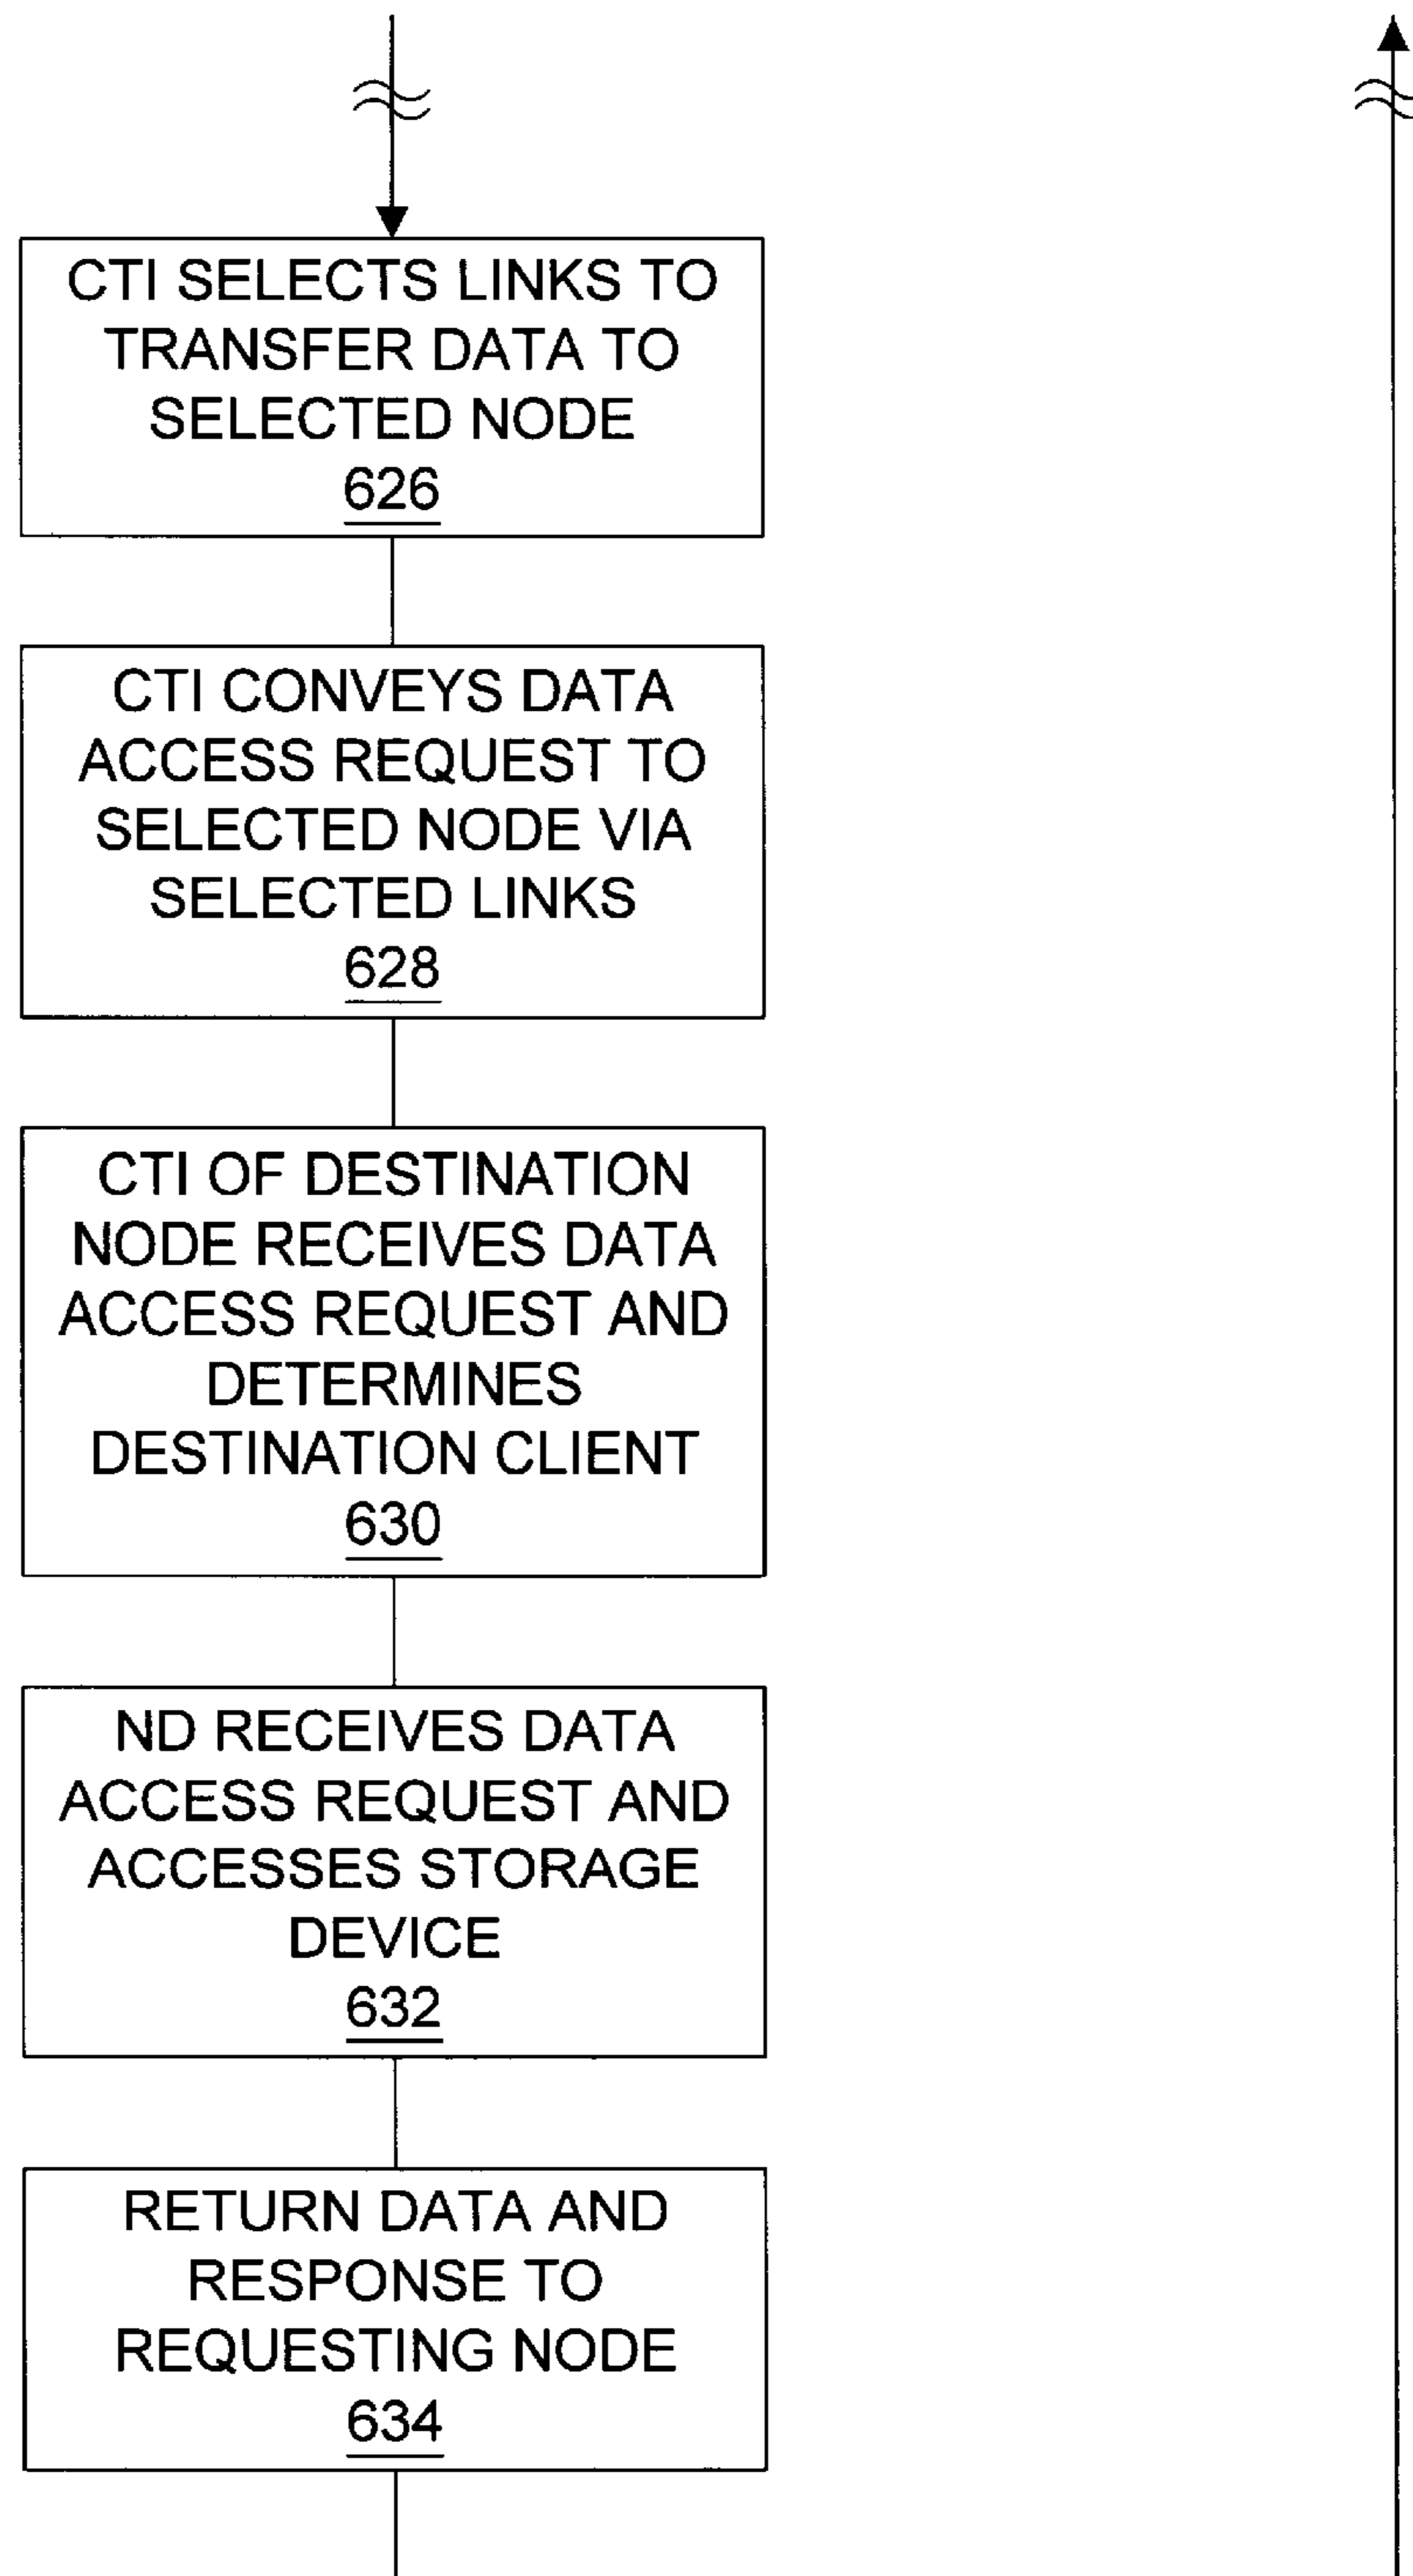 CTI SELECTS LINKS TO
TRANSFER DATA TO
SELECTED NODE
626
CTI CONVEYS DATA
ACCESS REQUEST TO
SELECTED NODE VIA
SELECTED LINKS
628
CTI OF DESTINATION
NODE RECEIVES DATA
ACCESS REQUEST AND
DETERMINES
DESTINATION CLIENT
630
ND RECEIVES DATA
ACCESS REQUEST AND
ACCESSES STORAGE
DEVICE
632
RETURN DATA AND
RESPONSE TO
REQUESTING NODE
634